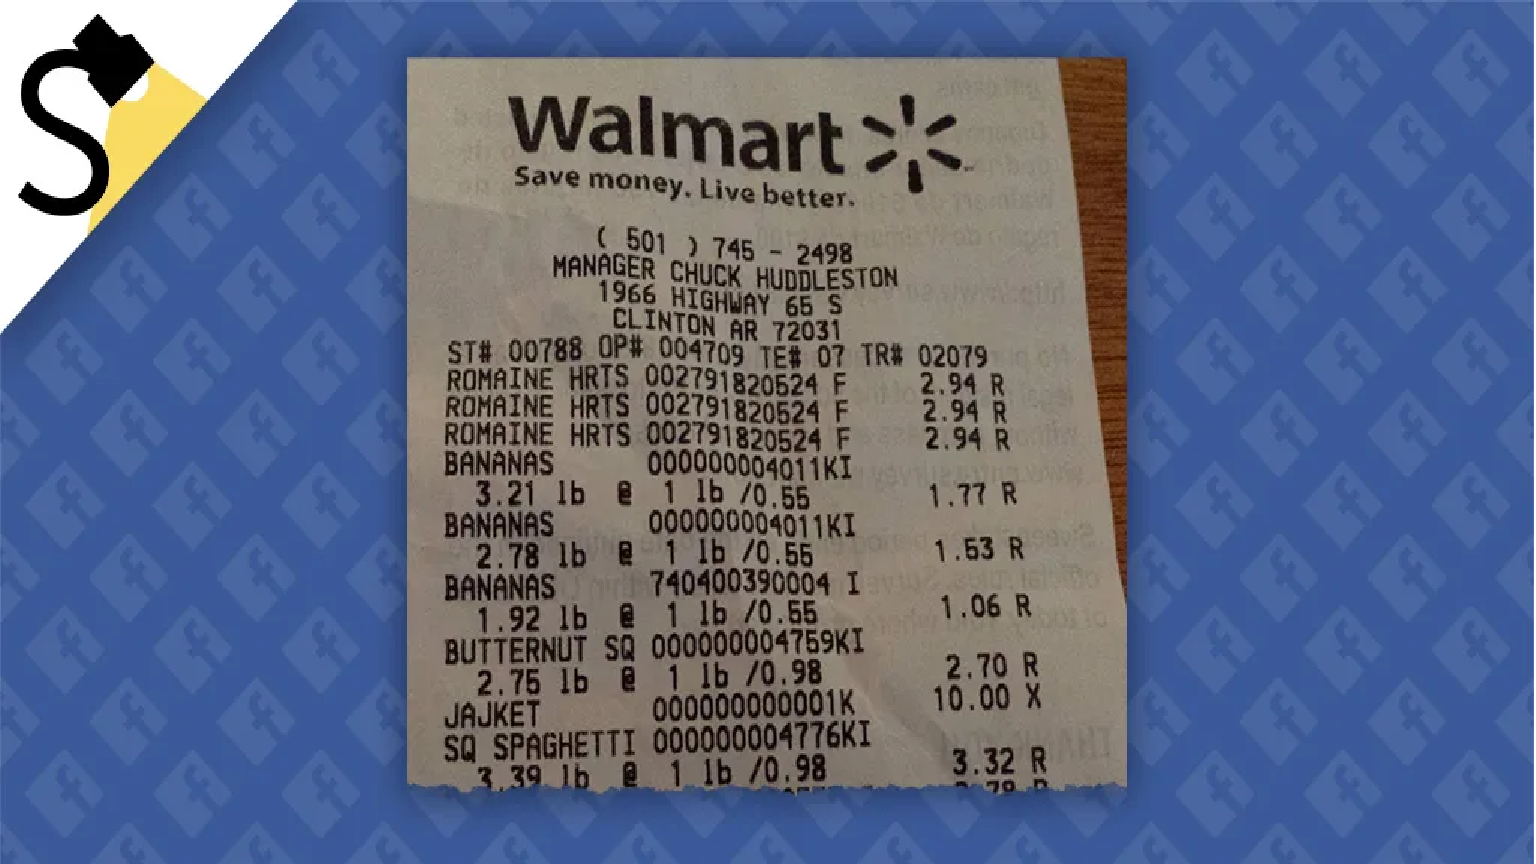 S
Walmart
Save money. Live better.
( 501 ) 745 - 2498
MANAGER CHUCK HUDDLESTON
1966 HIGHWAY 65 S
CLINTON AR 72031
ST# 00788 OP# 004709 TE# 07 TR# 02079
ROMAINE HRTS 002791820524 F 2.94 R
ROMAINE HRTS 002791820524 F 2.94 R
ROMAINE HRTS 002791820524 F 2.94 R
BANANAS 000000004011KI
3.21 lb @ 1 lb /0.55 1.77 R
BANANAS 000000004011KI
2.78 lb @ 1 lb /0.55 1.53 R
BANANAS 740400390004 I
1.92 lb @ 1 lb /0.55 1.06 R
BUTTERNUT SQ 000000004759KI
2.75 lb @ 1 lb /0.98 2.70 R
JAJKET 000000000001K 10.00 X
SQ SPAGHETTI 000000004776KI
3.39 lb @ 1 lb /0.98 3.32 R